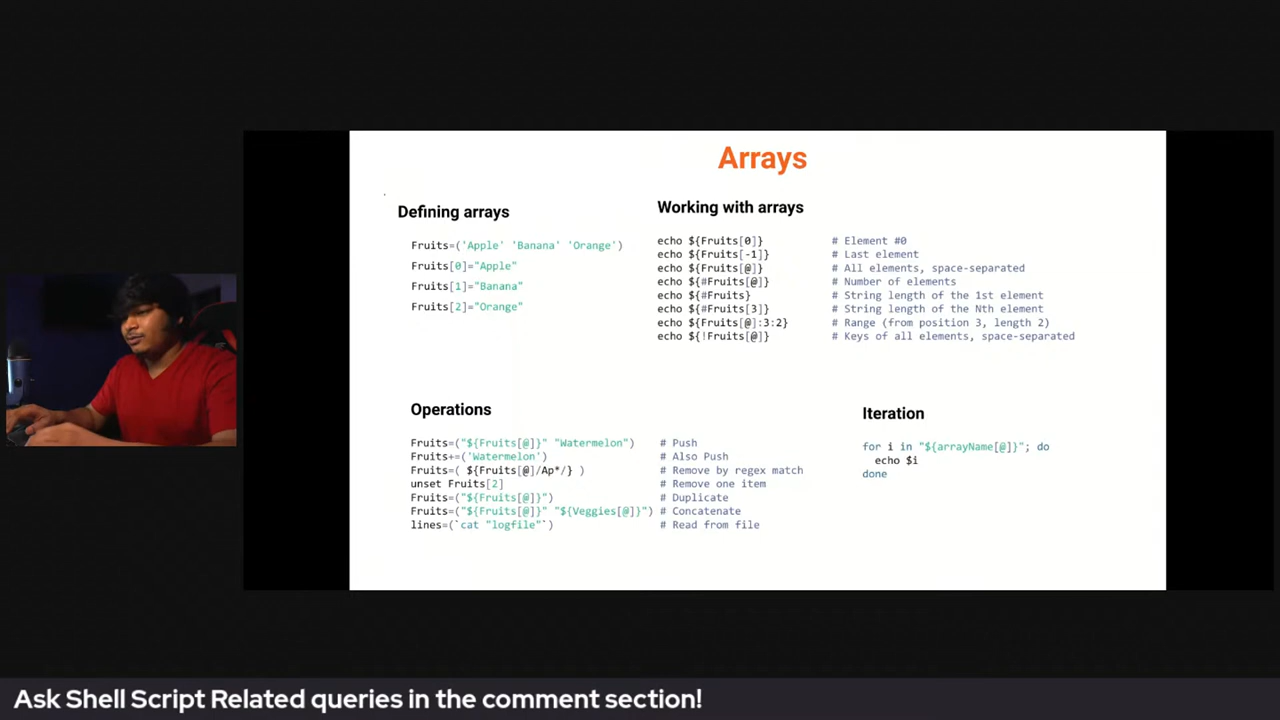 Arrays
Defining arrays
Fruits=('Apple' 'Banana' 'Orange')
Fruits[0]="Apple"
Fruits[1]="Banana"
Fruits[2]="Orange"
Working with arrays
echo ${Fruits[0]} # Element #0
echo ${Fruits[-1]} # Last element
echo ${Fruits[@]} # All elements, space-separated
echo ${#Fruits[@]} # Number of elements
echo ${#Fruits} # String length of the 1st element
echo ${#Fruits[3]} # String length of the Nth element
echo ${Fruits[@]:3:2} # Range (from position 3, length 2)
echo ${!Fruits[@]} # Keys of all elements, space-separated
Operations
Fruits=("${Fruits[@]}" "Watermelon") # Push
Fruits+=('Watermelon') # Also Push
Fruits=( ${Fruits[@]/Ap*/} ) # Remove by regex match
unset Fruits[2] # Remove one item
Fruits=("${Fruits[@]}") # Duplicate
Fruits=("${Fruits[@]}" "${Veggies[@]}") # Concatenate
lines=(`cat "logfile"`) # Read from file
Iteration
for i in "${arrayName[@]}"; do
echo $i
done
Ask Shell Script Related queries in the comment section!